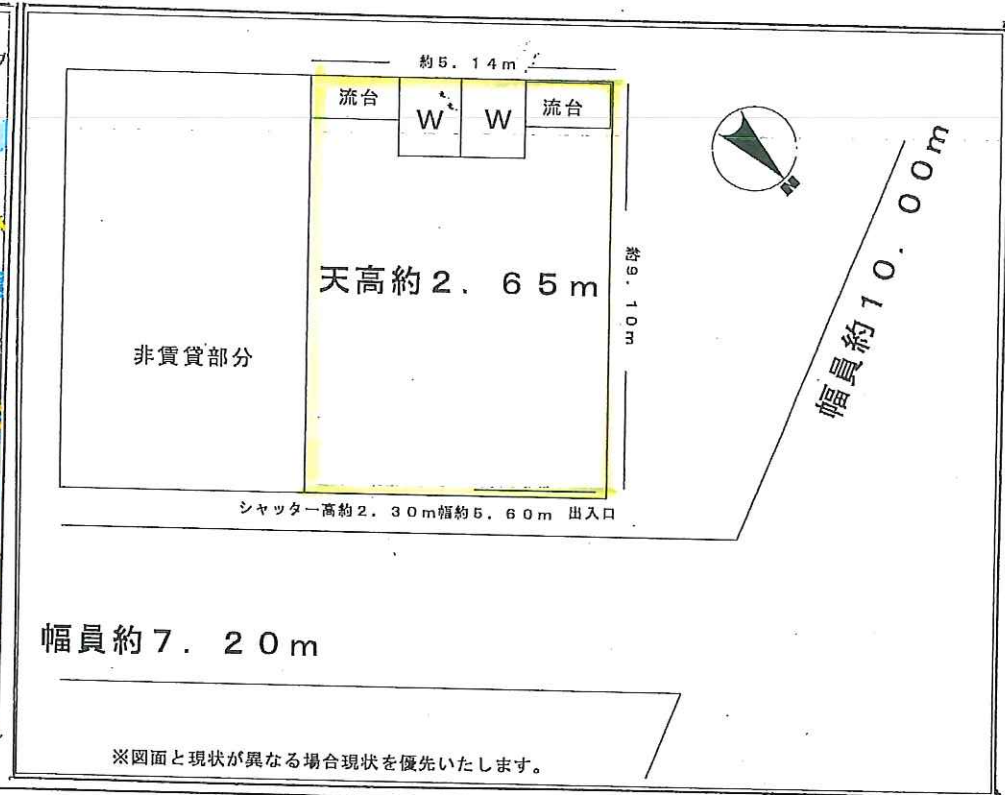 約5.14m
流台
W
W
流台
N
天高約2.65m
約9.10m
幅員約10.00m
非賃貸部分
シャッター高約2.30m幅約5.60m 出入口
幅員約7.20m
※図面と現状が異なる場合現状を優先いたします。